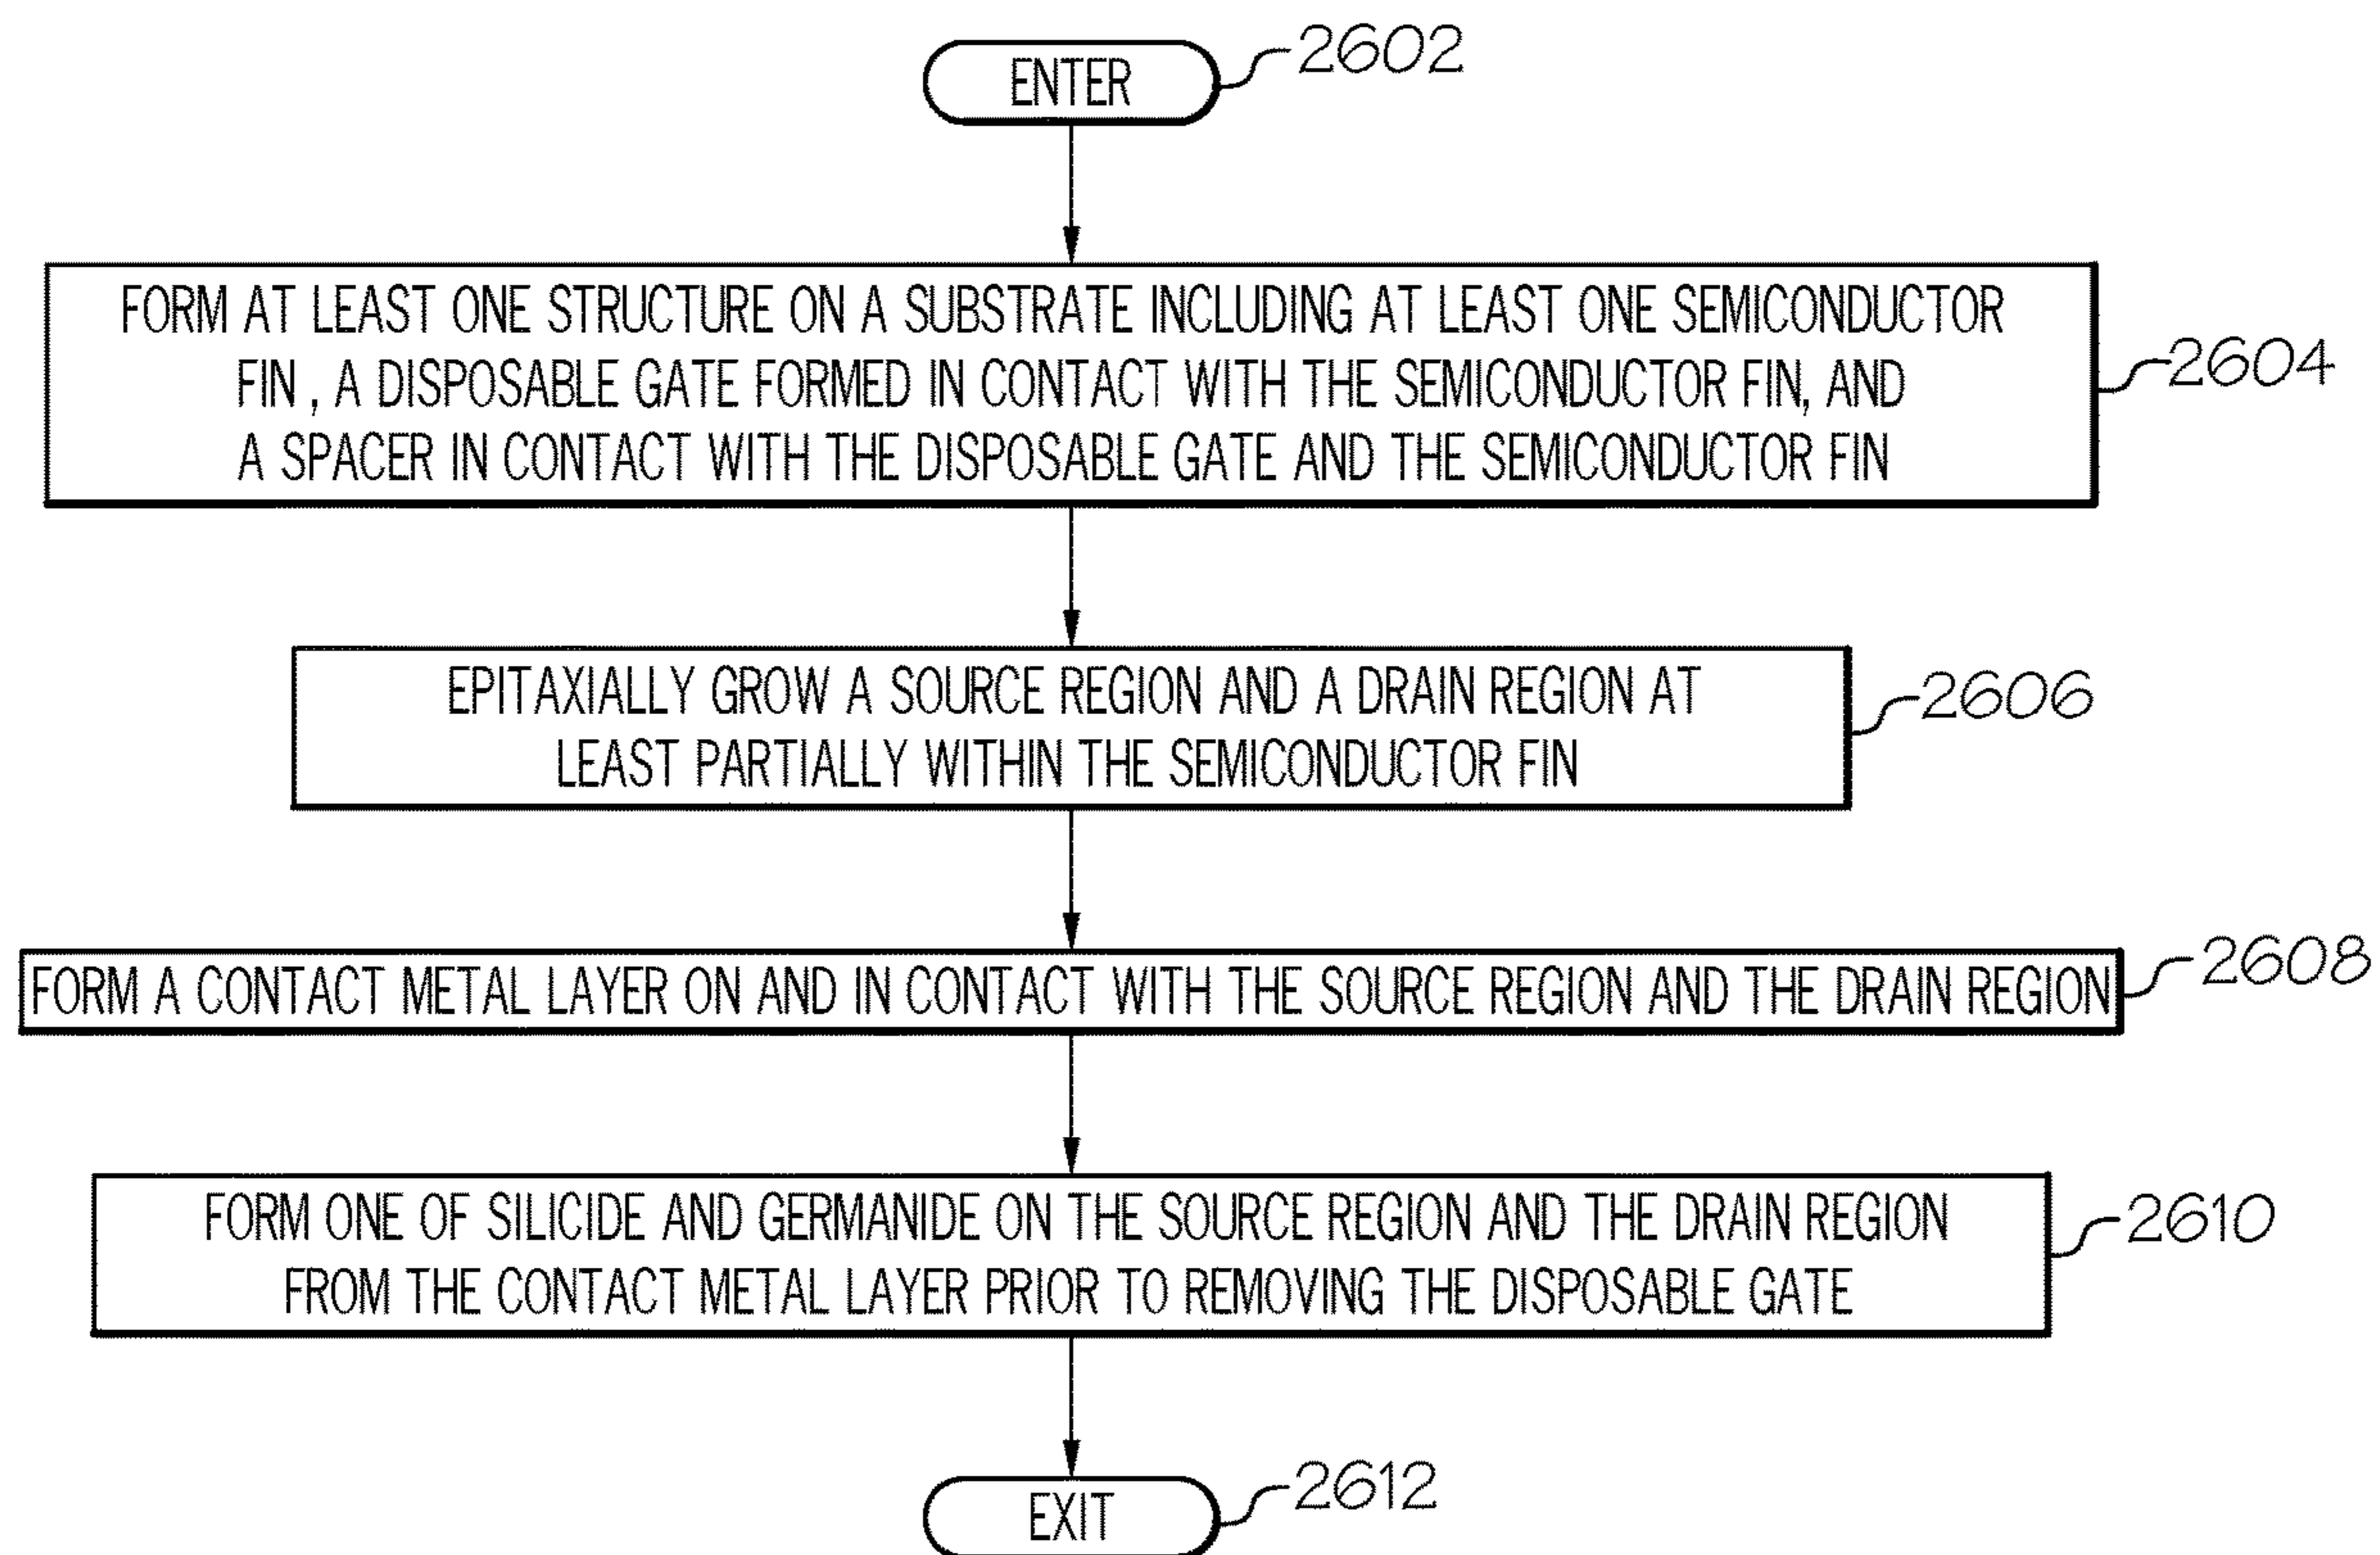 ENTER
2602
FORM AT LEAST ONE STRUCTURE ON A SUBSTRATE INCLUDING AT LEAST ONE SEMICONDUCTOR
FIN , A DISPOSABLE GATE FORMED IN CONTACT WITH THE SEMICONDUCTOR FIN, AND
A SPACER IN CONTACT WITH THE DISPOSABLE GATE AND THE SEMICONDUCTOR FIN
2604
EPITAXIALLY GROW A SOURCE REGION AND A DRAIN REGION AT
LEAST PARTIALLY WITHIN THE SEMICONDUCTOR FIN
2606
FORM A CONTACT METAL LAYER ON AND IN CONTACT WITH THE SOURCE REGION AND THE DRAIN REGION
2608
FORM ONE OF SILICIDE AND GERMANIDE ON THE SOURCE REGION AND THE DRAIN REGION
FROM THE CONTACT METAL LAYER PRIOR TO REMOVING THE DISPOSABLE GATE
2610
EXIT
2612